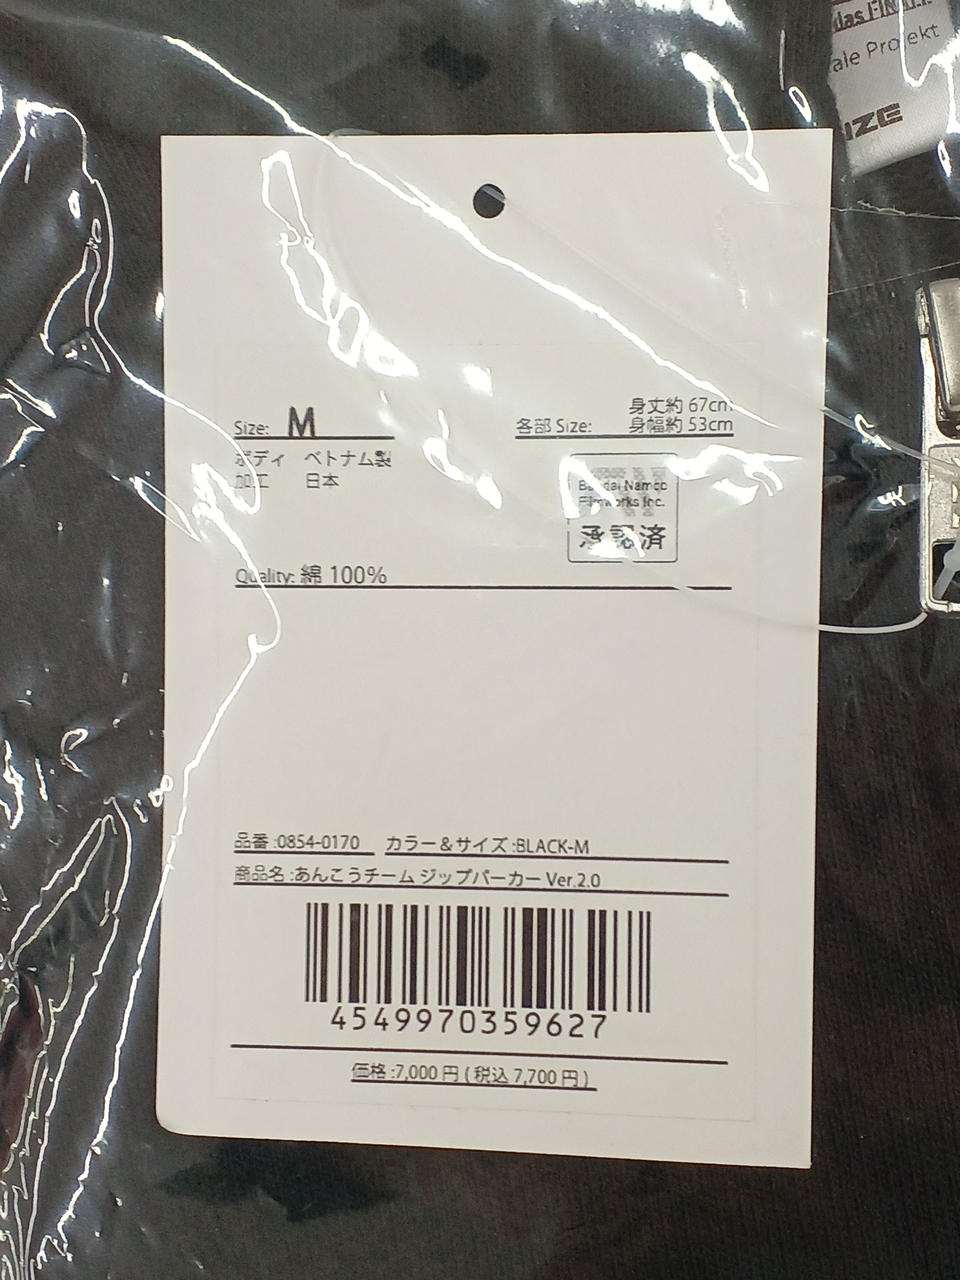 ale Projekt
Size: M
各部 Size: 身丈約 67cm
身幅約 53cm
ボディ ベトナム製
加工 日本
Bandai Namco
Filmworks Inc.
承認済
Quality: 綿 100%
品番 :0854-0170 カラー＆サイズ :BLACK-M
商品名 :あんこうチーム ジップパーカー Ver.2.0
4549970359627
価格 :7,000 円 ( 税込 7,700 円 )